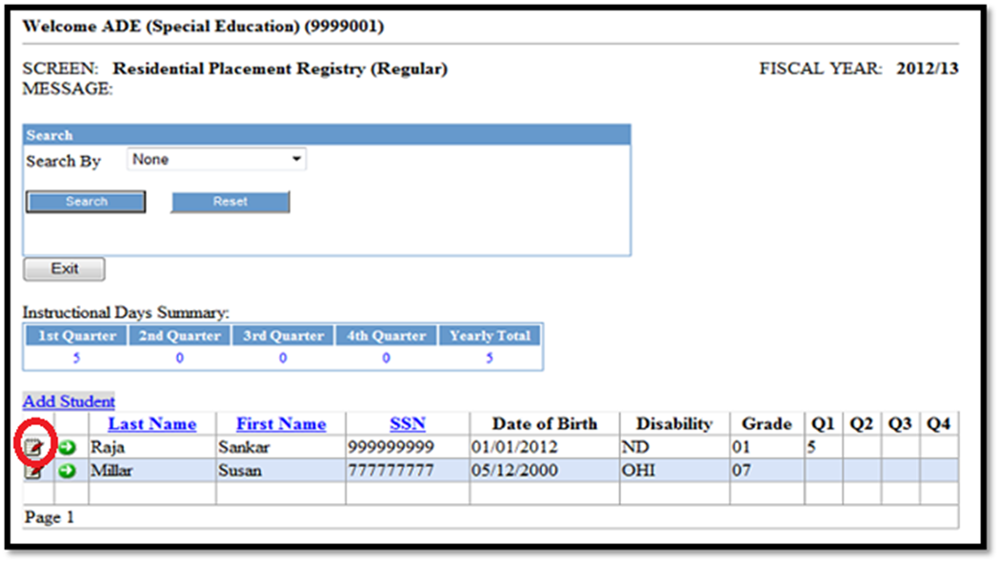 Welcome ADE (Special Education) (9999001)
SCREEN: Residential Placement Registry (Regular) FISCAL YEAR: 2012/13
MESSAGE:
Search
Search By None
Search Reset
Exit
Instructional Days Summary:
1st Quarter 2nd Quarter 3rd Quarter 4th Quarter Yearly Total
5 0 0 0 5
Add Student
Last Name First Name SSN Date of Birth Disability Grade Q1 Q2 Q3 Q4
Raja Sankar 999999999 01/01/2012 ND 01 5
Millar Susan 777777777 05/12/2000 OHI 07
Page 1